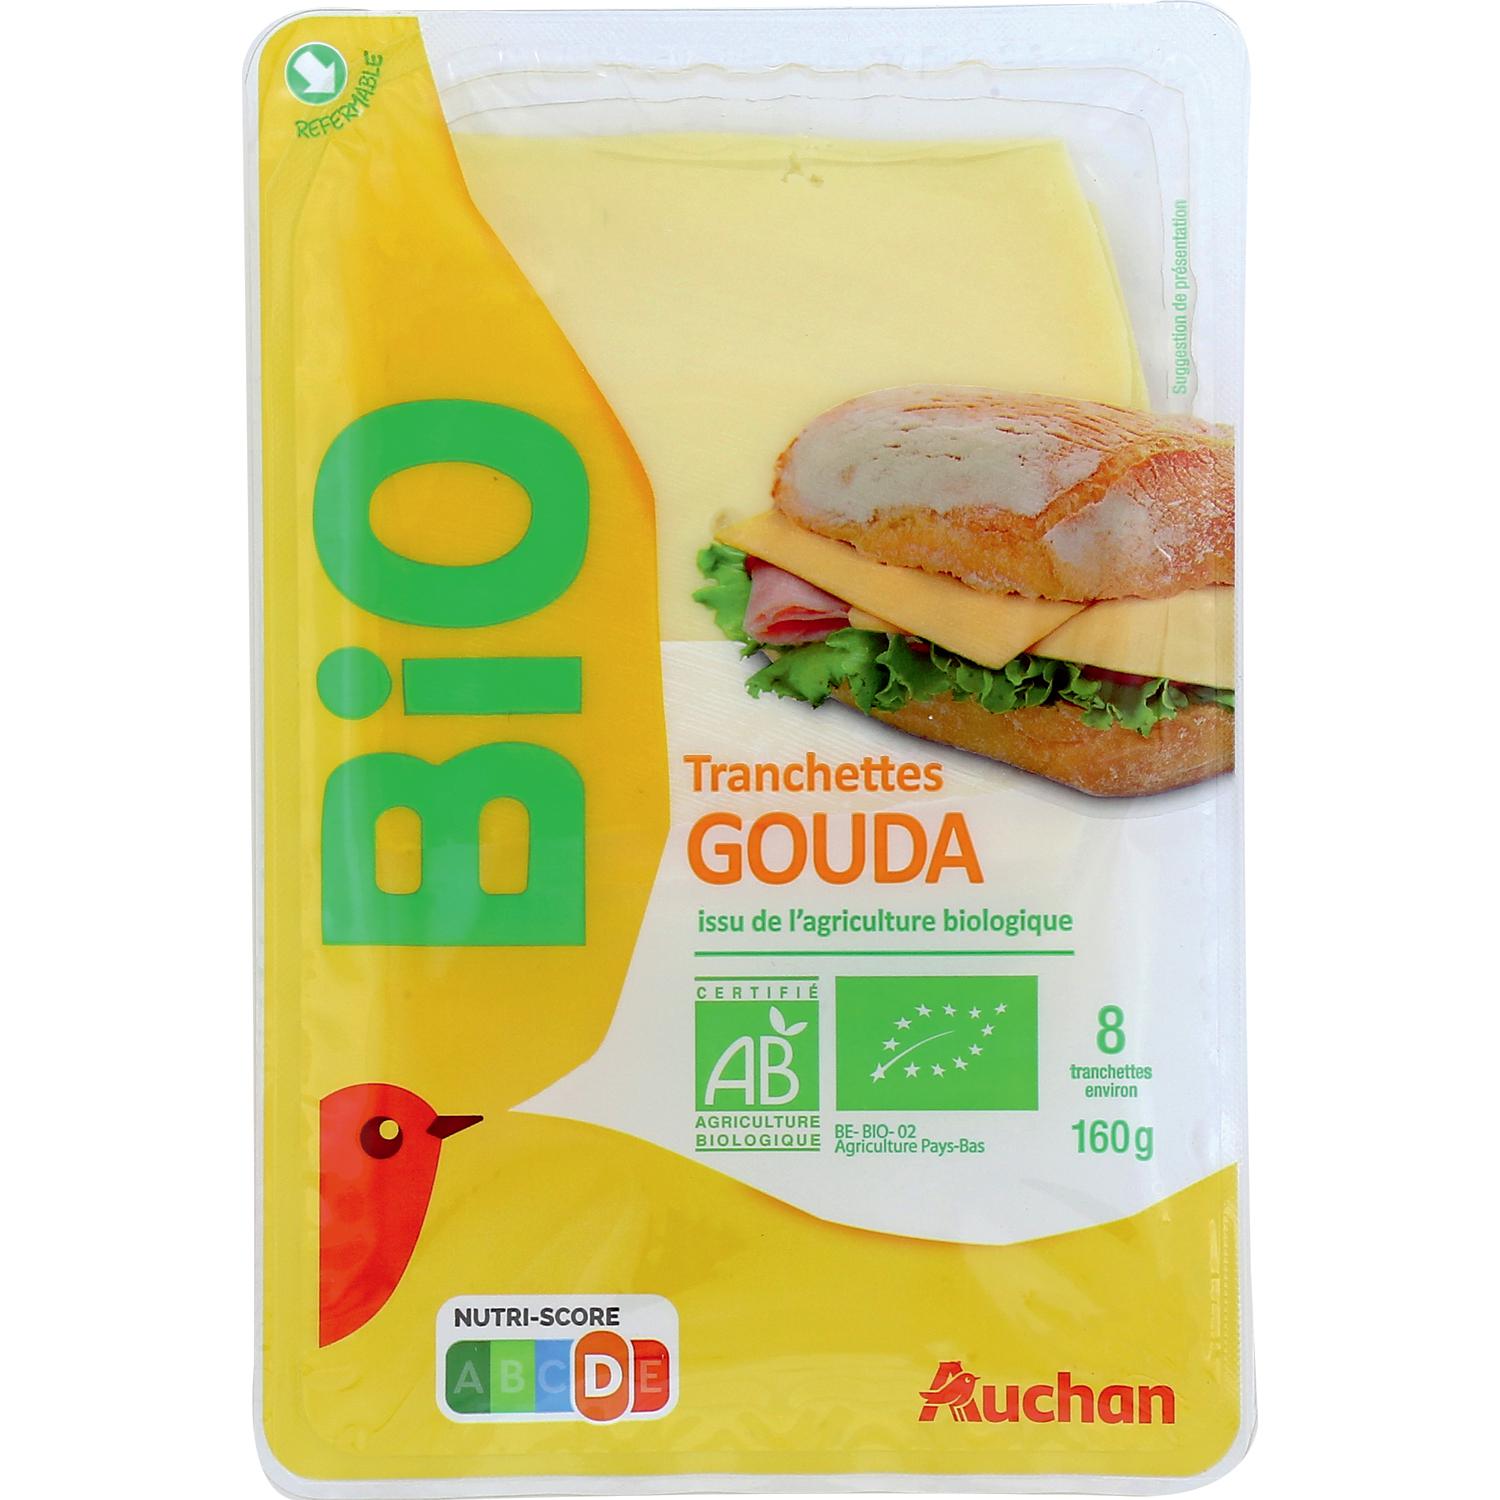 REFERMABLE
Suggestion de présentation
BiO
Tranchettes
GOUDA
issu de l'agriculture biologique
CERTIFIÉ
AB
AGRICULTURE
BIOLOGIQUE
BE- BIO- 02
Agriculture Pays-Bas
8
tranchettes
environ
160g
NUTRI-SCORE
A B C D E
Auchan